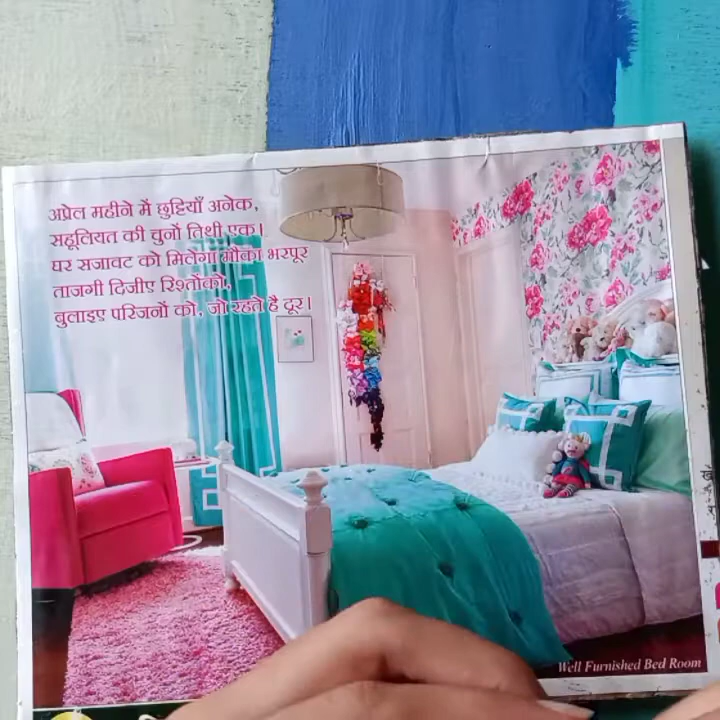 अप्रेल महीने मै छुट्टियाँ अनेक,
सहूलियत की चुनों तिथी एक।
घर सजावट को मिलेगा मौका भरपूर
ताजगी दिजीए रिश्तोको,
बुलाइए परिजनों को, जो रहते है दूर।
Well Furnished Bed Room